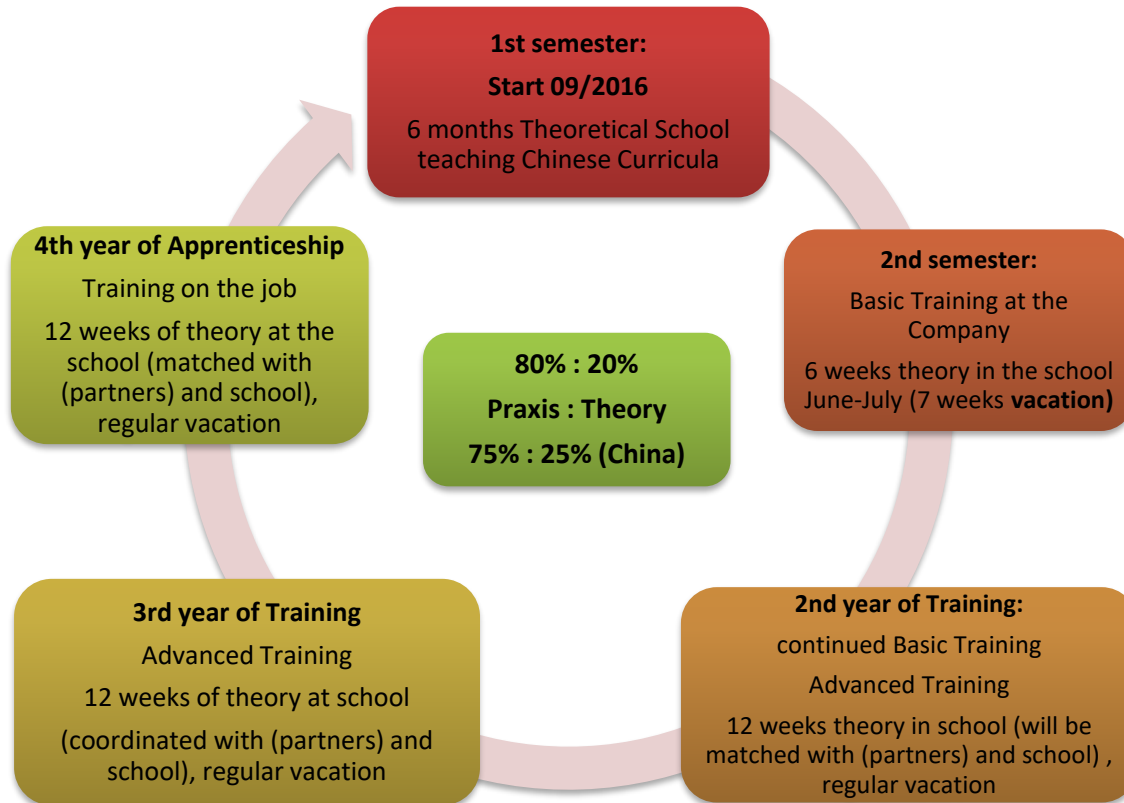 1st semester:
Start 09/2016
6 months Theoretical School
teaching Chinese Curricula
2nd semester:
Basic Training at the
Company
6 weeks theory in the school
June-July (7 weeks vacation)
2nd year of Training:
continued Basic Training
Advanced Training
12 weeks theory in school (will be
matched with (partners) and school) ,
regular vacation
3rd year of Training
Advanced Training
12 weeks of theory at school
(coordinated with (partners) and
school), regular vacation
4th year of Apprenticeship
Training on the job
12 weeks of theory at the
school (matched with
(partners) and school),
regular vacation
80% : 20%
Praxis : Theory
75% : 25% (China)